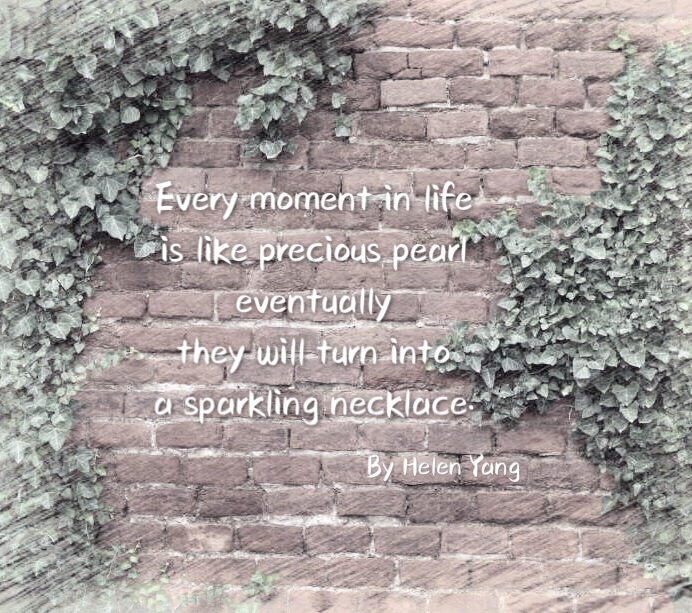 Every moment in life
is like precious pearl
eventually
they will turn into
a sparkling necklace.
By Helen Yang